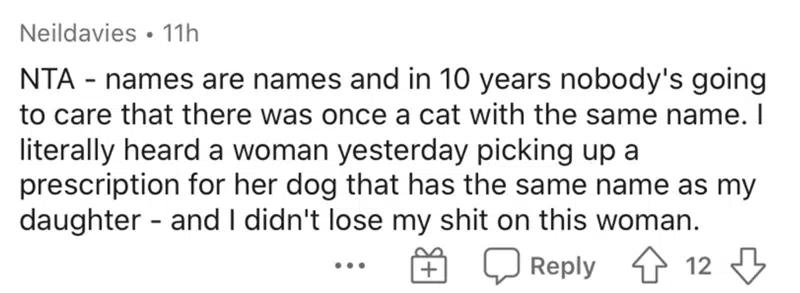 Neildavies • 11h
NTA - names are names and in 10 years nobody's going
to care that there was once a cat with the same name. I
literally heard a woman yesterday picking up a
prescription for her dog that has the same name as my
daughter - and I didn't lose my shit on this woman.
... Reply 12